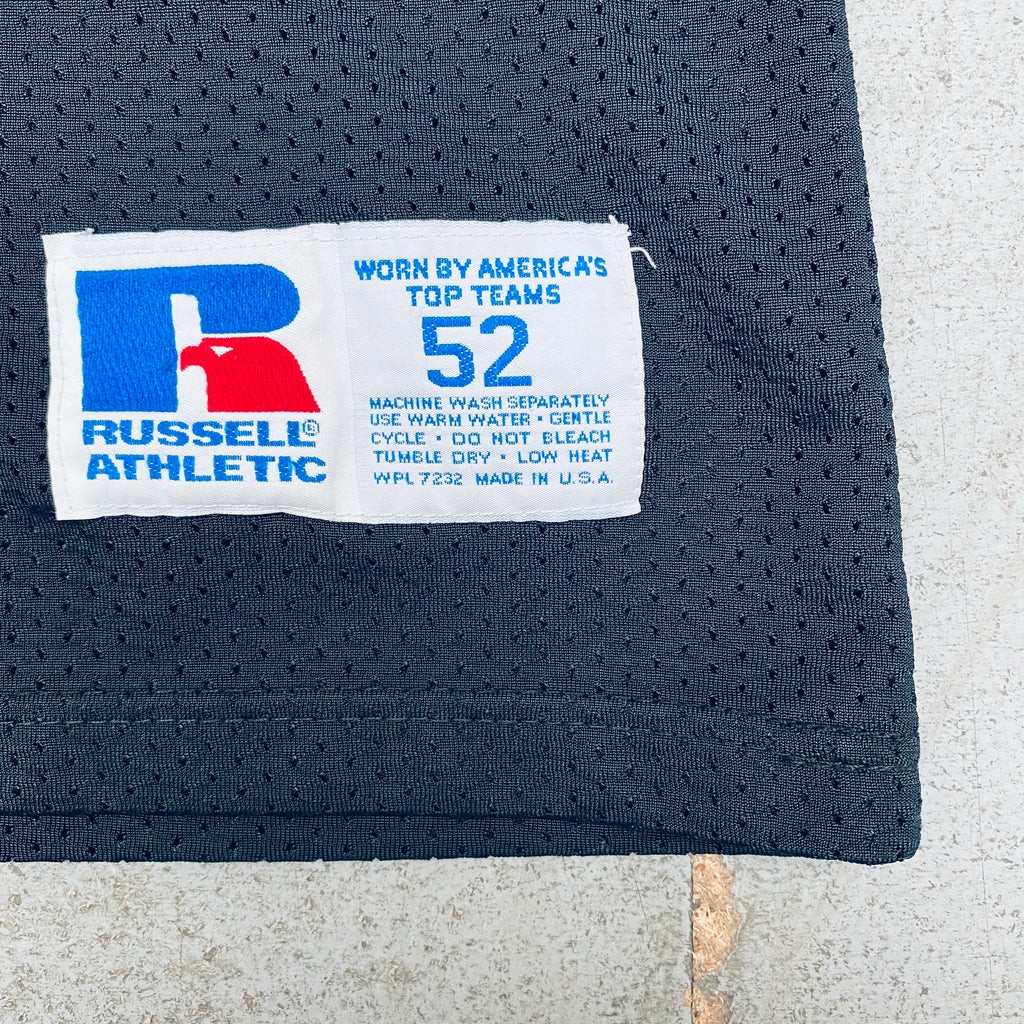 RUSSELL®
ATHLETIC
WORN BY AMERICA'S
TOP TEAMS
52
MACHINE WASH SEPARATELY
USE WARM WATER • GENTLE
CYCLE • DO NOT BLEACH
TUMBLE DRY • LOW HEAT
WPL 7232 MADE IN U.S.A.